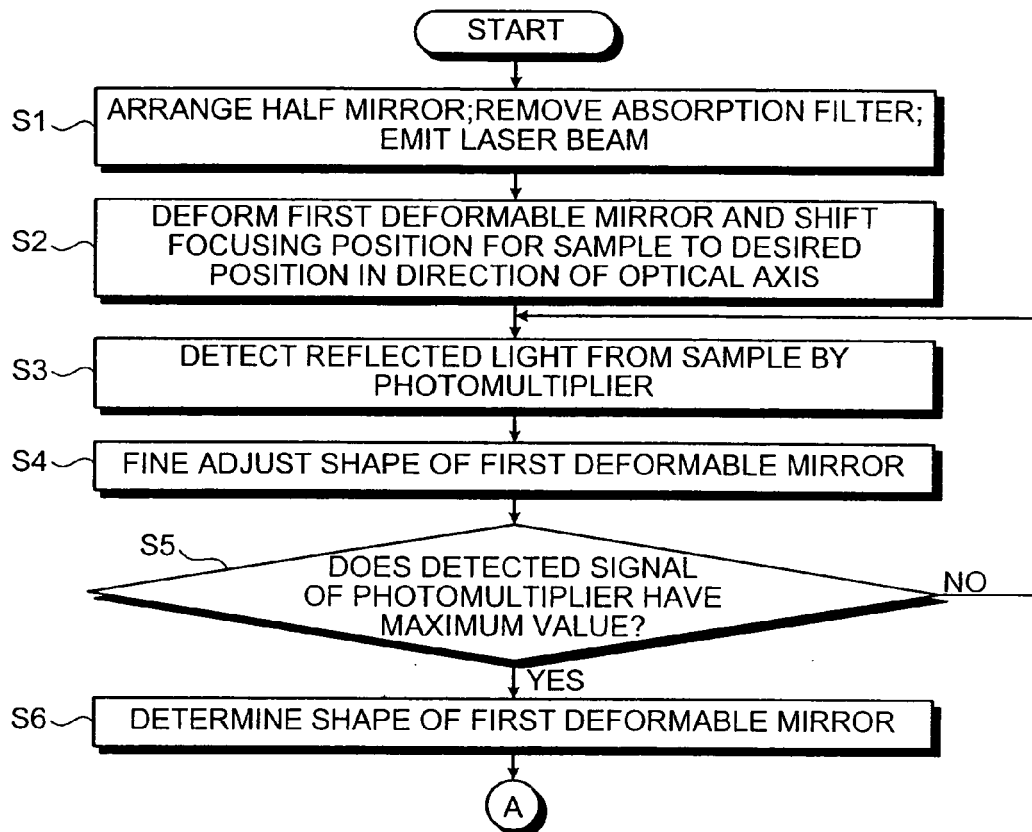 START
S1
ARRANGE HALF MIRROR;REMOVE ABSORPTION FILTER;
EMIT LASER BEAM
S2
DEFORM FIRST DEFORMABLE MIRROR AND SHIFT
FOCUSING POSITION FOR SAMPLE TO DESIRED
POSITION IN DIRECTION OF OPTICAL AXIS
S3
DETECT REFLECTED LIGHT FROM SAMPLE BY
PHOTOMULTIPLIER
S4
FINE ADJUST SHAPE OF FIRST DEFORMABLE MIRROR
S5
DOES DETECTED SIGNAL
OF PHOTOMULTIPLIER HAVE
MAXIMUM VALUE?
NO
YES
S6
DETERMINE SHAPE OF FIRST DEFORMABLE MIRROR
A